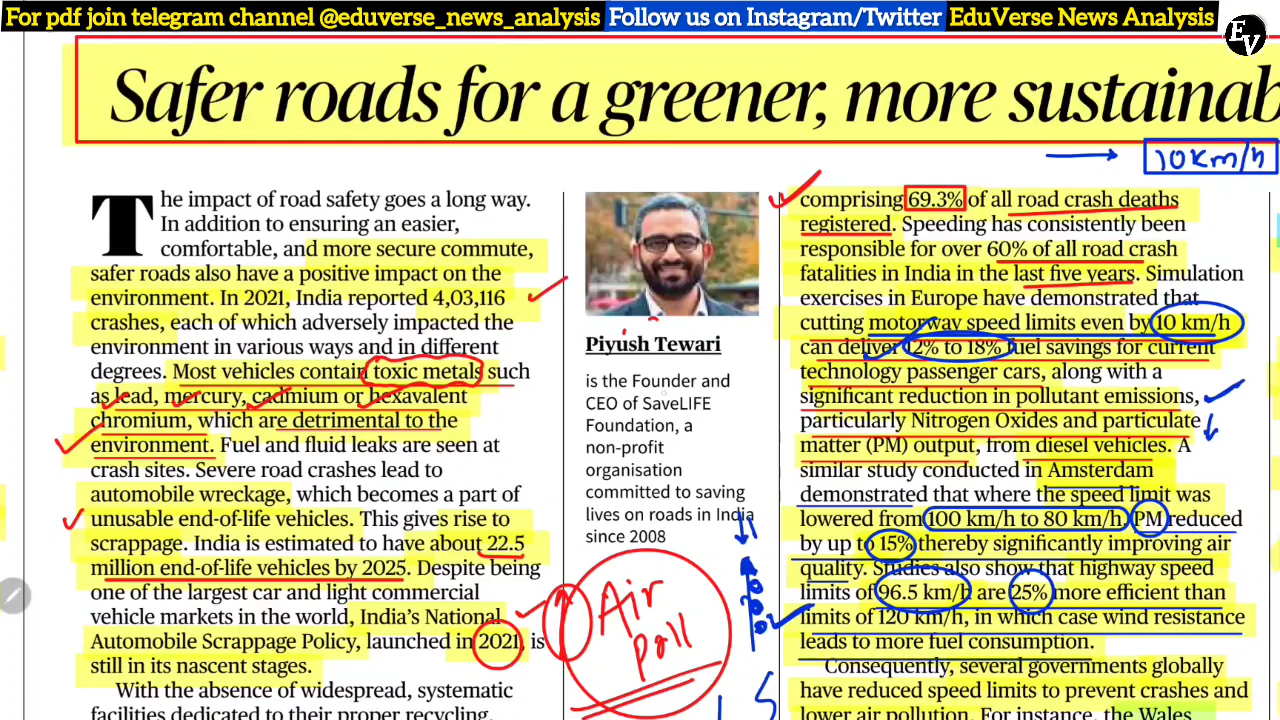 For pdf join telegram channel @eduverse_news_analysis Follow us on Instagram/Twitter EduVerse News Analysis
EV
Safer roads for a greener, more sustainab
10 km/h
The impact of road safety goes a long way.
In addition to ensuring an easier,
comfortable, and more secure commute,
safer roads also have a positive impact on the
environment. In 2021, India reported 4,03,116
crashes, each of which adversely impacted the
environment in various ways and in different
degrees. Most vehicles contain toxic metals such
as lead, mercury, cadmium or hexavalent
chromium, which are detrimental to the
environment. Fuel and fluid leaks are seen at
crash sites. Severe road crashes lead to
automobile wreckage, which becomes a part of
unusable end-of-life vehicles. This gives rise to
scrappage. India is estimated to have about 22.5
million end-of-life vehicles by 2025. Despite being
one of the largest car and light commercial
vehicle markets in the world, India's National
Automobile Scrappage Policy, launched in 2021, is
still in its nascent stages.
With the absence of widespread, systematic
facilities dedicated to their proper recycling,
Piyush Tewari
is the Founder and
CEO of SaveLIFE
Foundation, a
non-profit
organisation
committed to saving
lives on roads in India
since 2008
Air
poll
comprising 69.3% of all road crash deaths
registered. Speeding has consistently been
responsible for over 60% of all road crash
fatalities in India in the last five years. Simulation
exercises in Europe have demonstrated that
cutting motorway speed limits even by 10 km/h
can deliver 12% to 18% fuel savings for current
technology passenger cars, along with a
significant reduction in pollutant emissions,
particularly Nitrogen Oxides and particulate
matter (PM) output, from diesel vehicles. A
similar study conducted in Amsterdam
demonstrated that where the speed limit was
lowered from 100 km/h to 80 km/h, PM reduced
by up to 15% thereby significantly improving air
quality. Studies also show that highway speed
limits of 96.5 km/h are 25% more efficient than
limits of 120 km/h, in which case wind resistance
leads to more fuel consumption.
Consequently, several governments globally
have reduced speed limits to prevent crashes and
lower air pollution. For instance, the Wales